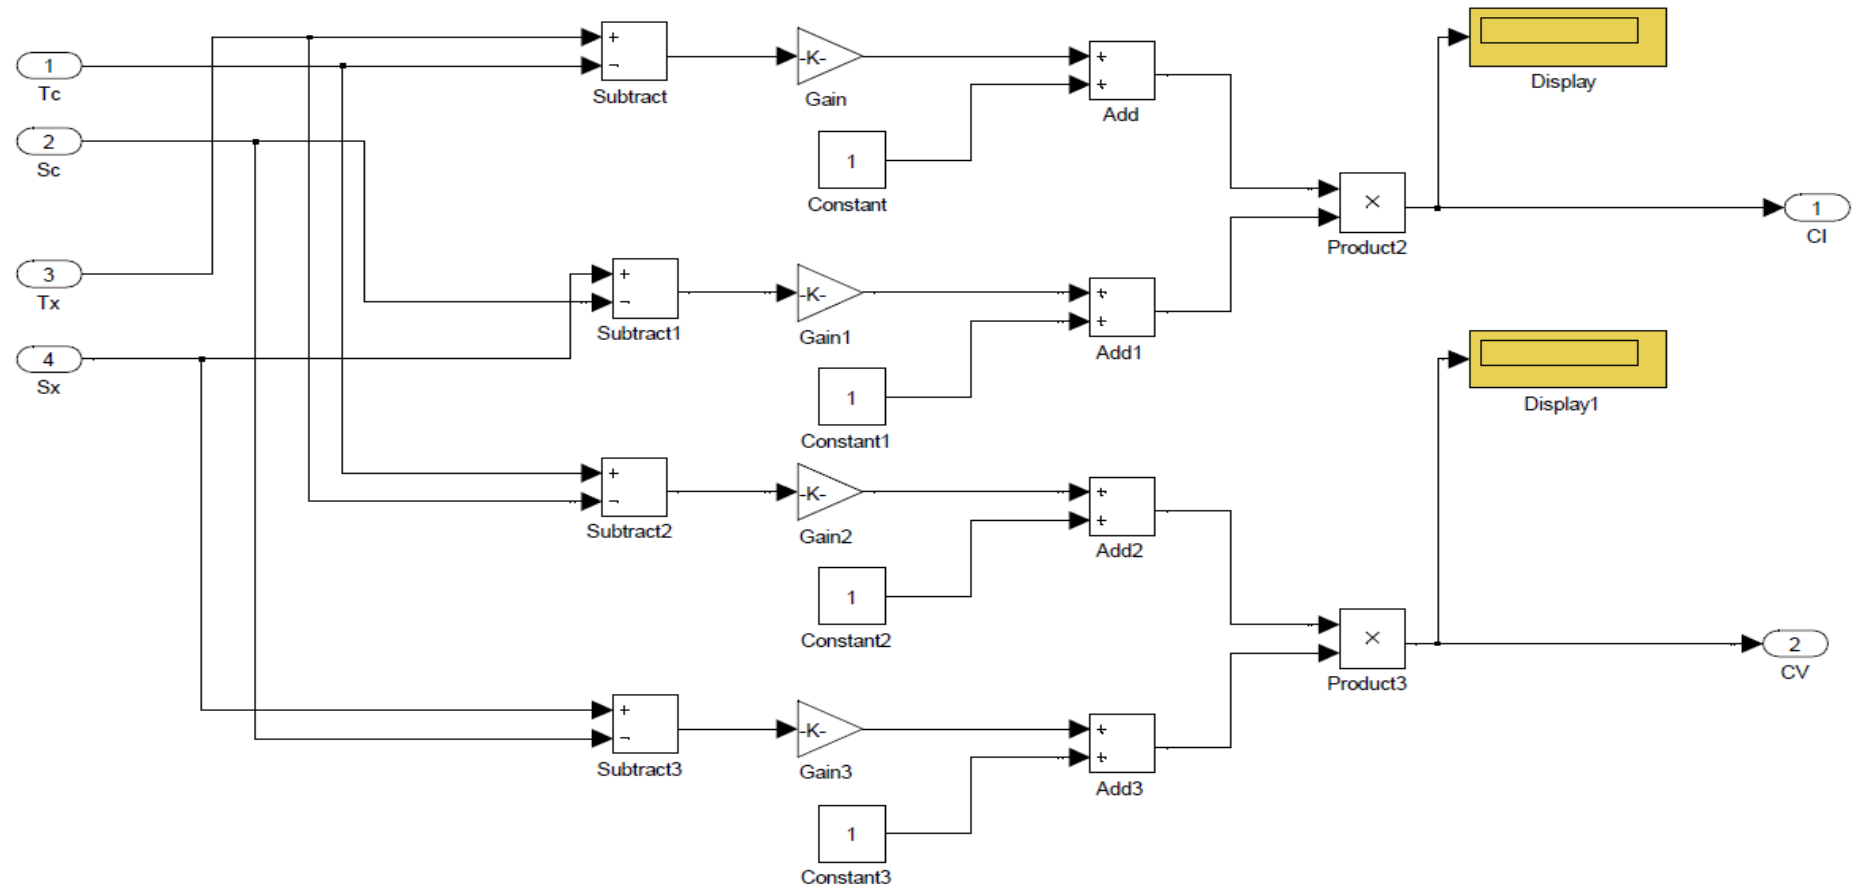 1
Tc
2
Sc
3
Tx
4
Sx
+
−
Subtract
-K-
Gain
1
Constant
+
+
Add
Display
+
−
Subtract1
-K-
Gain1
1
Constant1
+
+
Add1
×
Product2
1
CI
Display1
+
−
Subtract2
-K-
Gain2
1
Constant2
+
+
Add2
+
−
Subtract3
-K-
Gain3
1
Constant3
+
+
Add3
×
Product3
2
CV